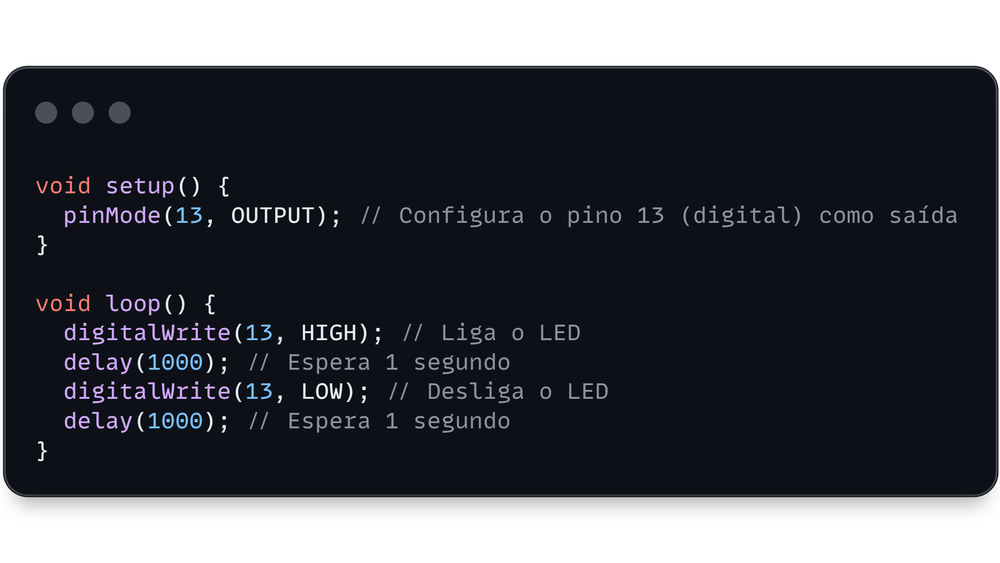 void setup() {
  pinMode(13, OUTPUT); // Configura o pino 13 (digital) como saída
}

void loop() {
  digitalWrite(13, HIGH); // Liga o LED
  delay(1000); // Espera 1 segundo
  digitalWrite(13, LOW); // Desliga o LED
  delay(1000); // Espera 1 segundo
}